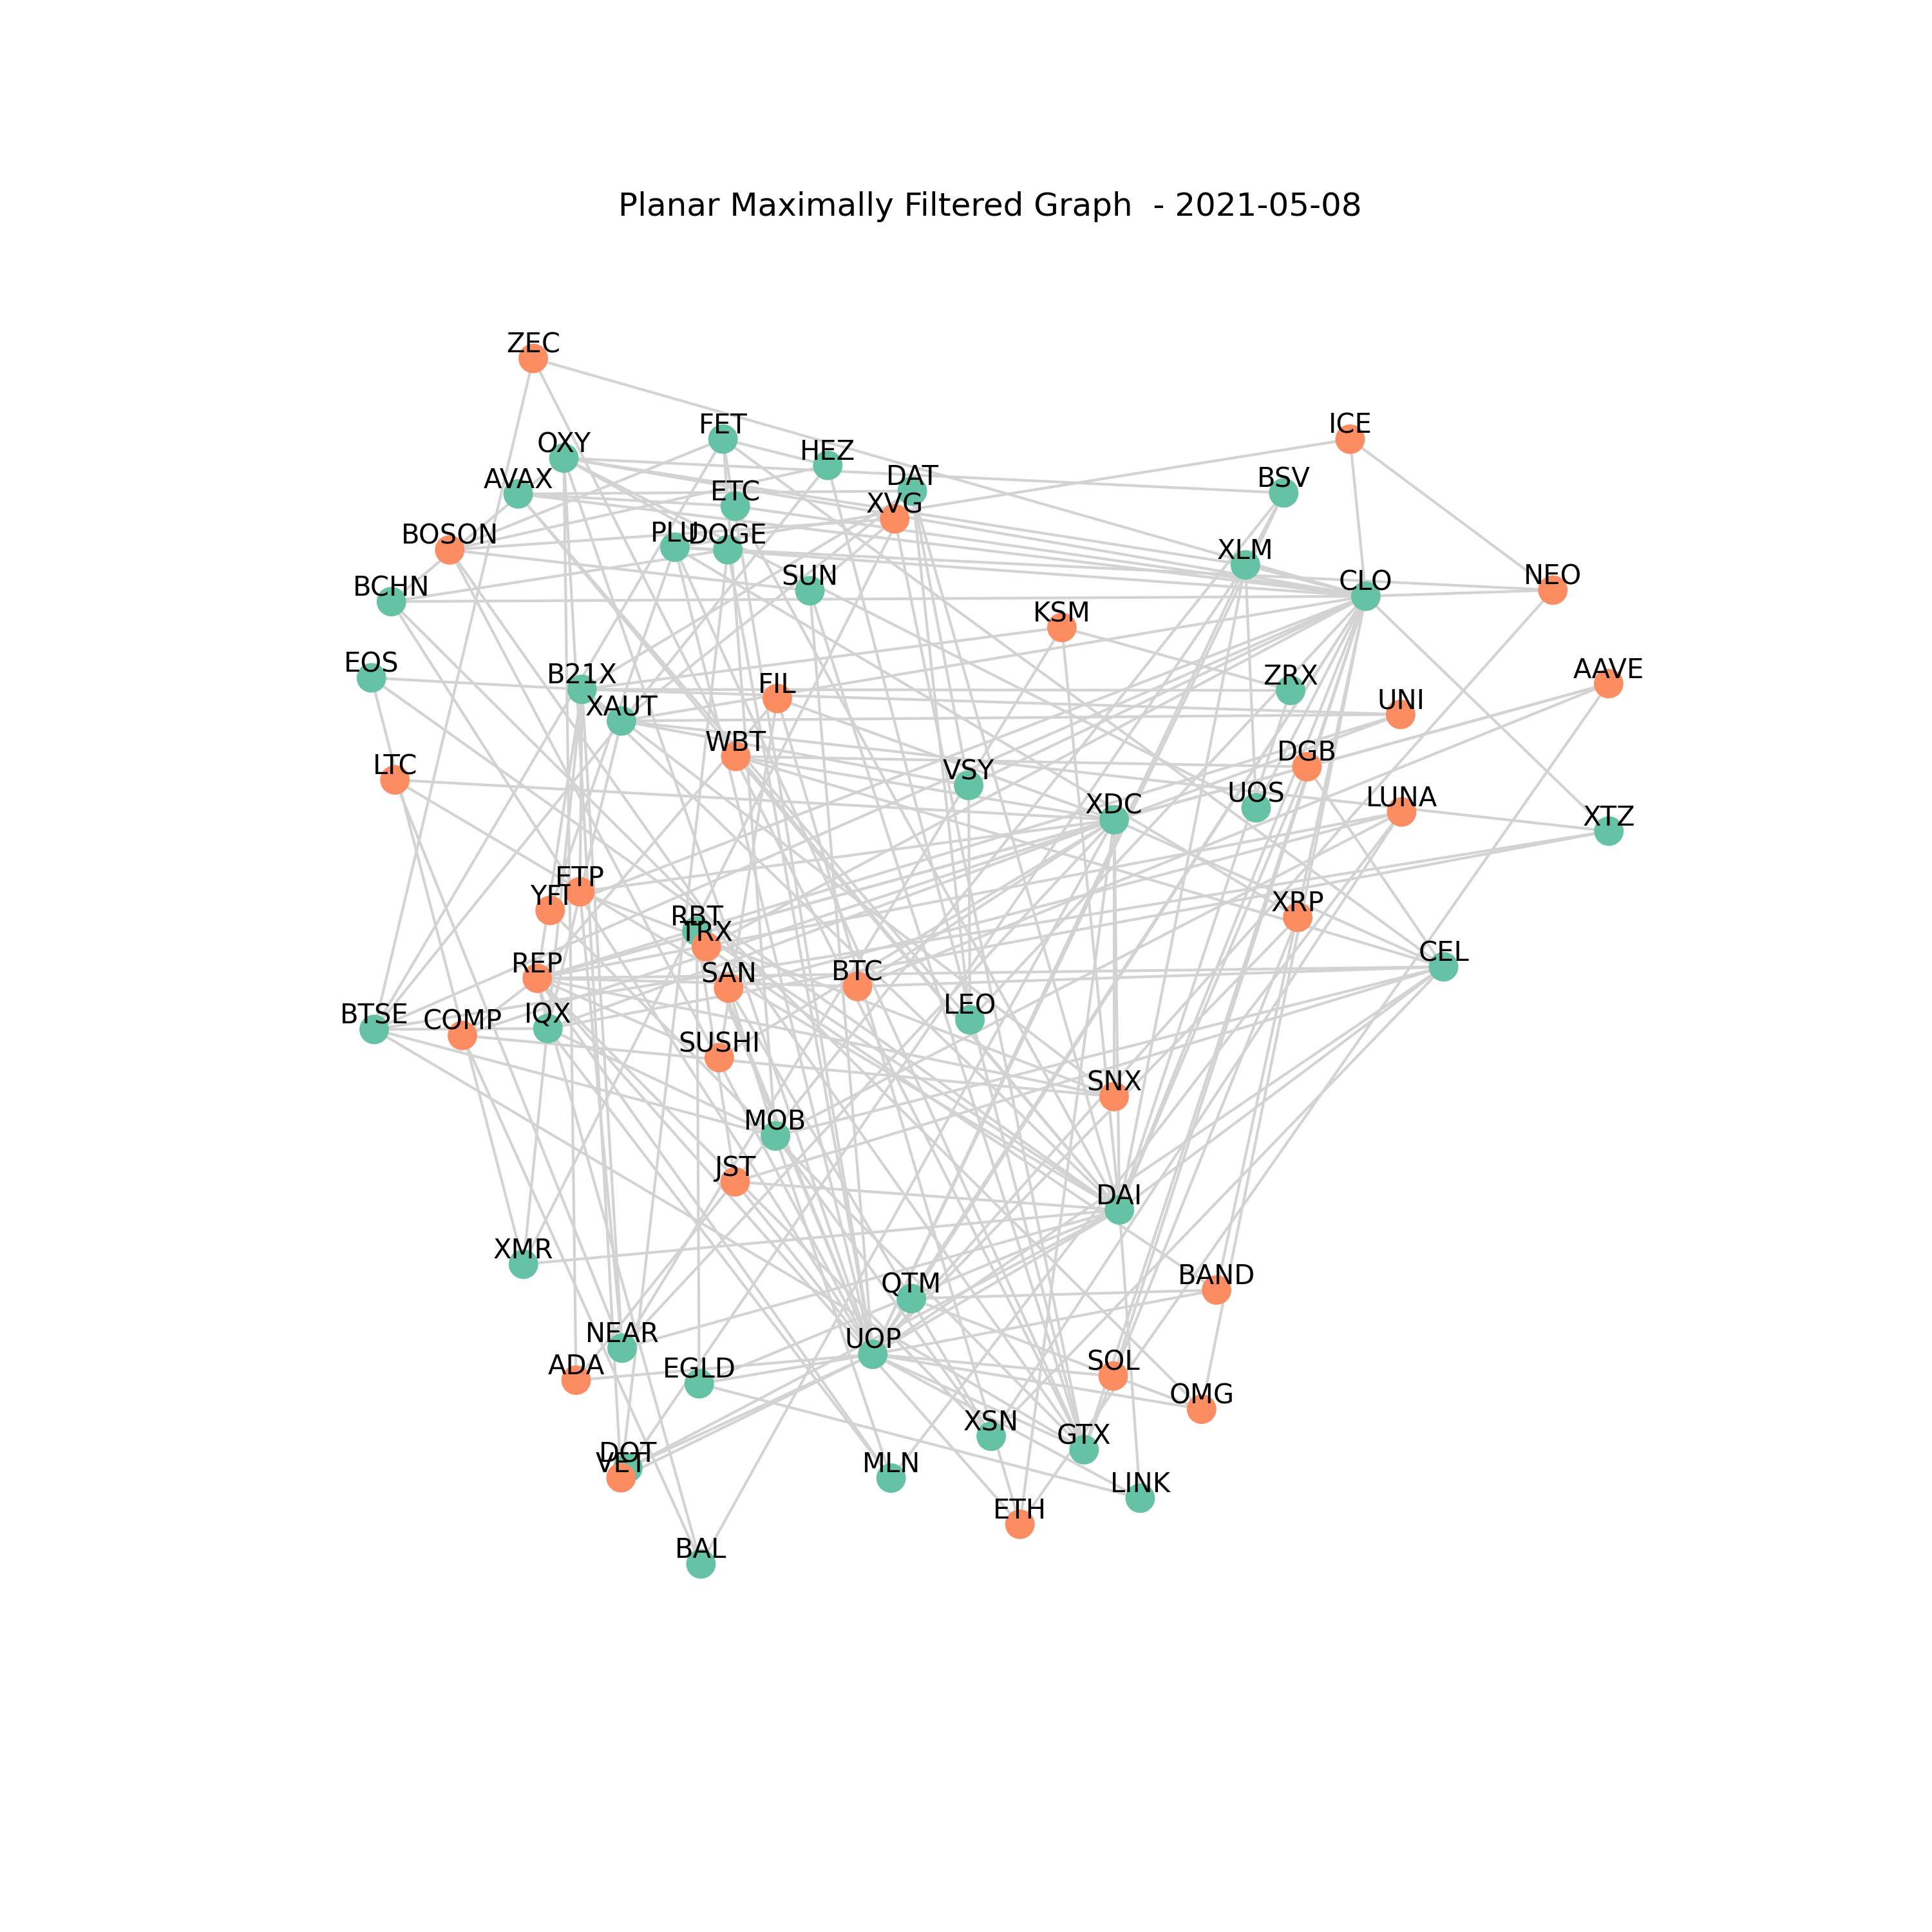 Planar Maximally Filtered Graph  - 2021-05-08
ZEC
ICE
FET
OXY
HEZ
DAT
BSV
AVAX
ETC
XVG
BOSON
PLU
DOGE
XLM
SUN
NEO
CLO
BCHN
KSM
EOS
AAVE
B21X
ZRX
FIL
UNI
XAUT
WBT
DGB
LTC
VSY
UOS
LUNA
XDC
XTZ
FTP
YFI
XRP
RBT
TRX
CEL
REP
SAN
BTC
LEO
BTSE
IQX
COMP
SUSHI
SNX
MOB
JST
DAI
XMR
BAND
QTM
NEAR
UOP
SOL
ADA
EGLD
OMG
XSN
GTX
DOT
VET
MLN
LINK
ETH
BAL